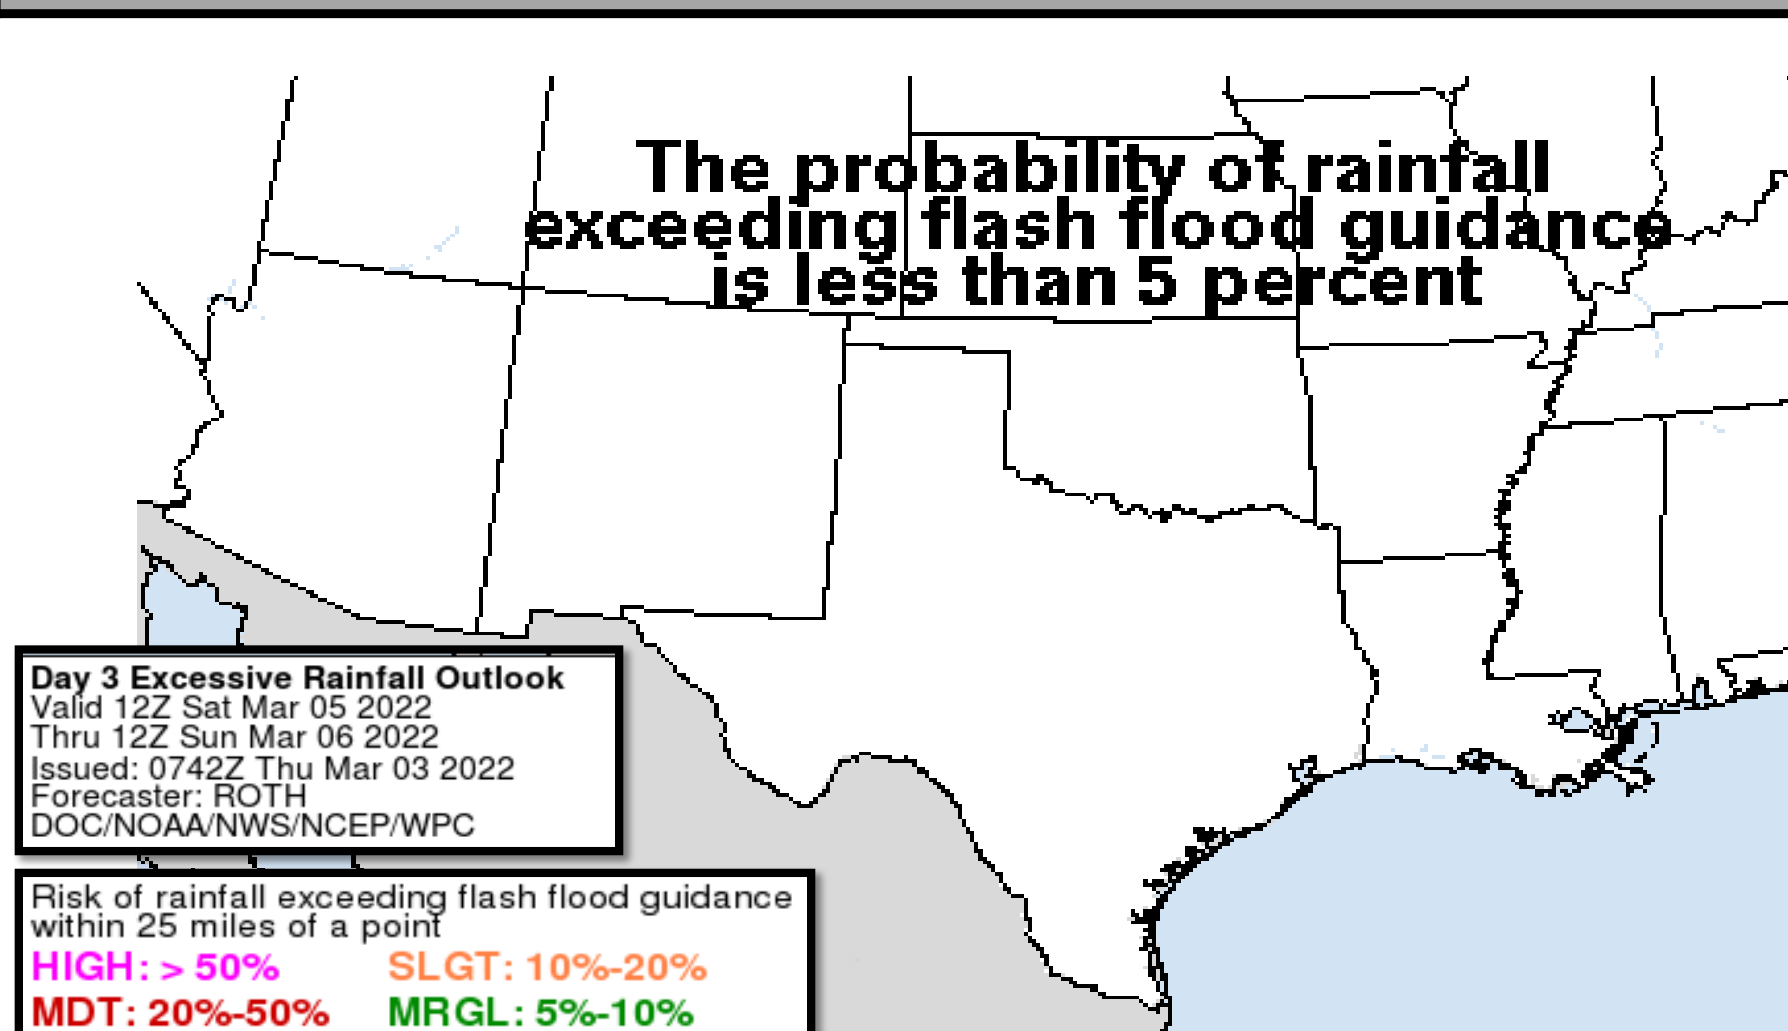 The probability of rainfall
exceeding flash flood guidance
is less than 5 percent
Day 3 Excessive Rainfall Outlook
Valid 12Z Sat Mar 05 2022
Thru 12Z Sun Mar 06 2022
Issued: 0742Z Thu Mar 03 2022
Forecaster: ROTH
DOC/NOAA/NWS/NCEP/WPC
Risk of rainfall exceeding flash flood guidance
within 25 miles of a point
HIGH: > 50% SLGT: 10%-20%
MDT: 20%-50% MRGL: 5%-10%